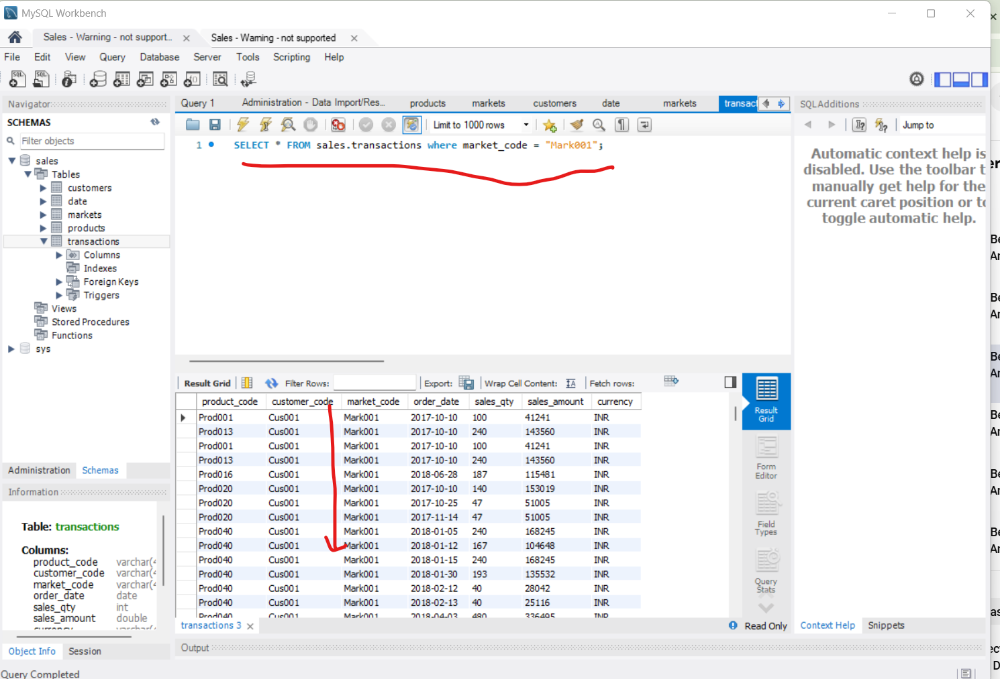 MySQL Workbench
Sales - Warning - not support...
Sales - Warning - not supported
File Edit View Query Database Server Tools Scripting Help
Navigator
SCHEMAS
Filter objects
sales
Tables
customers
date
markets
products
transactions
Columns
Indexes
Foreign Keys
Triggers
Views
Stored Procedures
Functions
sys
Administration Schemas
Information
Table: transactions
Columns:
product_code varchar(4
customer_code varchar(4
market_code varchar(4
order_date date
sales_qty int
sales_amount double
Object Info Session
Query Completed
Query 1 Administration - Data Import/Res... products markets customers date markets transact
Limit to 1000 rows
1 SELECT * FROM sales.transactions where market_code = "Mark001";
Result Grid Filter Rows: Export: Wrap Cell Content: Fetch rows:
product_code customer_code market_code order_date sales_qty sales_amount currency
Prod001 Cus001 Mark001 2017-10-10 100 41241 INR
Prod013 Cus001 Mark001 2017-10-10 240 143560 INR
Prod001 Cus001 Mark001 2017-10-10 100 41241 INR
Prod013 Cus001 Mark001 2017-10-10 240 143560 INR
Prod016 Cus001 Mark001 2018-06-28 187 115481 INR
Prod020 Cus001 Mark001 2017-10-10 140 153019 INR
Prod020 Cus001 Mark001 2017-10-25 47 51005 INR
Prod020 Cus001 Mark001 2017-11-14 47 51005 INR
Prod040 Cus001 Mark001 2018-01-05 240 168245 INR
Prod040 Cus001 Mark001 2018-01-12 167 104648 INR
Prod040 Cus001 Mark001 2018-01-15 240 168245 INR
Prod040 Cus001 Mark001 2018-01-30 193 135532 INR
Prod040 Cus001 Mark001 2018-02-12 40 28042 INR
Prod040 Cus001 Mark001 2018-02-13 40 25116 INR
Prod040 Cus001 Mark001 2018-04-03 480 336495 INR
Result
Grid
Form
Editor
Field
Types
Query
Stats
transactions 3
Read Only
Output
SQLAdditions
Jump to
Automatic context help is
disabled. Use the toolbar t
manually get help for the
current caret position or to
toggle automatic help.
Context Help Snippets